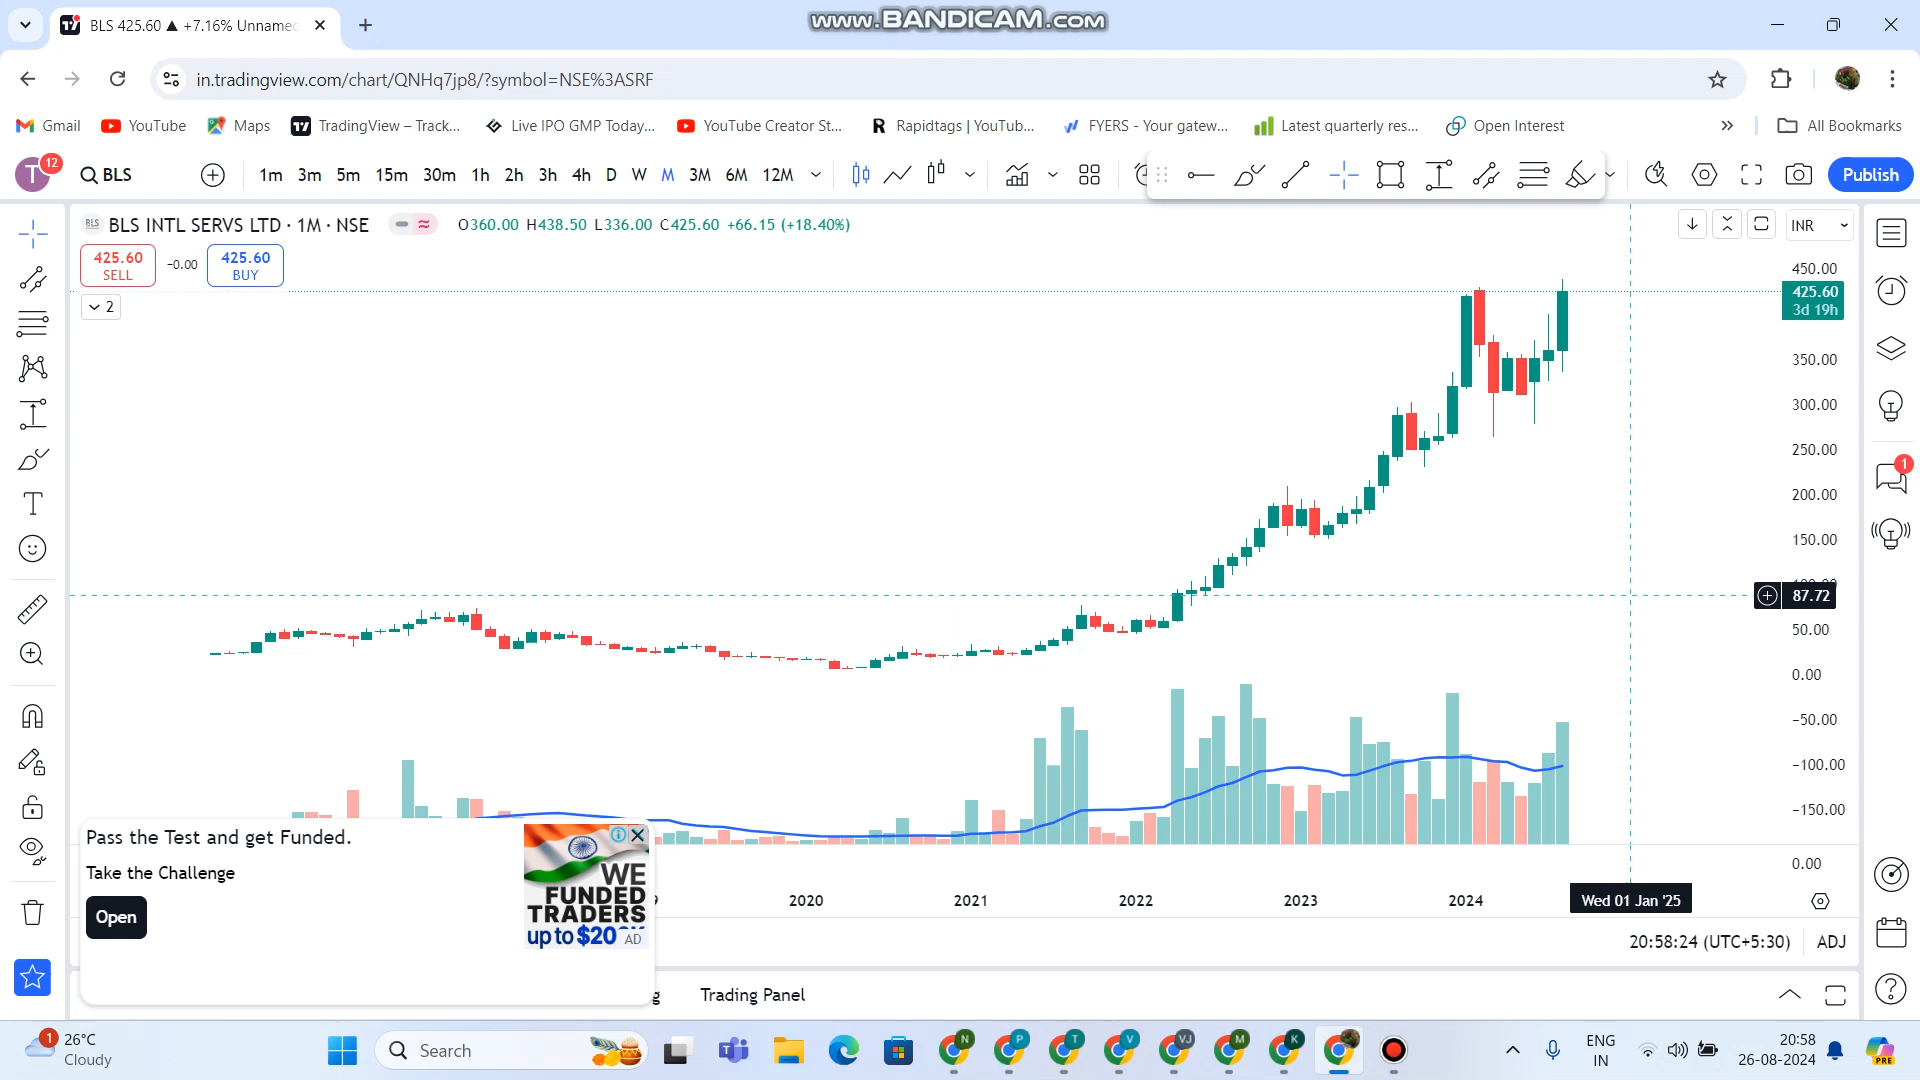 BLS 425.60 ▲ +7.16% Unnamed
www.BANDICAM.com
in.tradingview.com/chart/QNHq7jp8/?symbol=NSE%3ASRF
Gmail
YouTube
Maps
TradingView – Track...
Live IPO GMP Today...
YouTube Creator St...
Rapidtags | YouTub...
FYERS - Your gatew...
Latest quarterly res...
Open Interest
All Bookmarks
T
12
BLS
1m 3m 5m 15m 30m 1h 2h 3h 4h D W M 3M 6M 12M
Publish
BLS
BLS INTL SERVS LTD · 1M · NSE
O360.00 H438.50 L336.00 C425.60 +66.15 (+18.40%)
INR
425.60
SELL
−0.00
425.60
BUY
2
450.00
425.60
3d 19h
350.00
300.00
250.00
200.00
150.00
87.72
50.00
0.00
−50.00
−100.00
−150.00
0.00
1
Pass the Test and get Funded.
Take the Challenge
Open
WE
FUNDED
TRADERS
AD
2020
2021
2022
2023
2024
Wed 01 Jan '25
20:58:24 (UTC+5:30)
ADJ
Trading Panel
1
26°C
Cloudy
Search
N
P
T
V
VJ
M
K
ENG
IN
20:58
26-08-2024
PRE